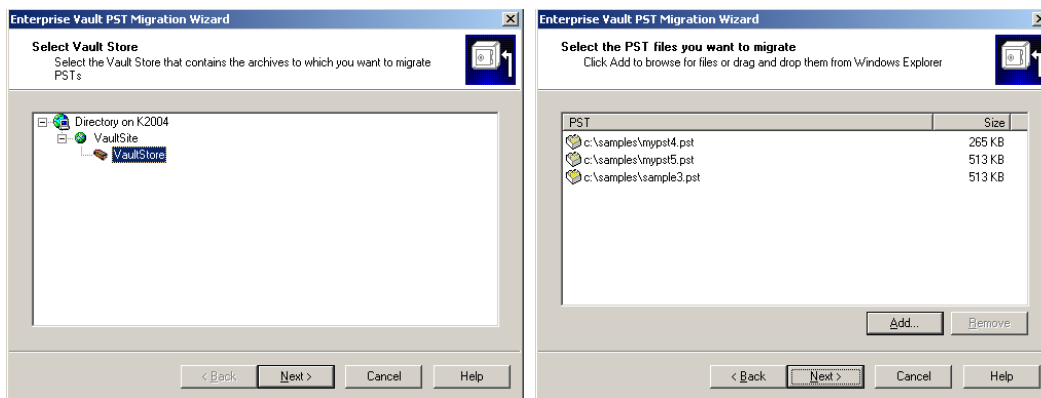 Enterprise Vault PST Migration Wizard
Select Vault Store
Select the Vault Store that contains the archives to which you want to migrate
PSTs
Directory on K2004
VaultSite
VaultStore
< Back
Next >
Cancel
Help
Enterprise Vault PST Migration Wizard
Select the PST files you want to migrate
Click Add to browse for files or drag and drop them from Windows Explorer
PST Size
c:\samples\mypst4.pst 265 KB
c:\samples\mypst5.pst 513 KB
c:\samples\sample3.pst 513 KB
Add...
Remove
< Back
Next >
Cancel
Help